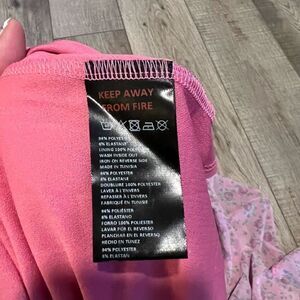 KEEP AWAY
FROM FIRE
94% POLYESTER
6% ELASTANE
LINING 100% POLYESTER
WASH INSIDE OUT
IRON ON REVERSE SIDE
MADE IN TUNISIA
94% POLYESTER
6% ELASTANE
DOUBLURE 100% POLYESTER
LAVER À L'ENVERS
REPASSER À L'ENVERS
FABRIQUÉ EN TUNISIE
94% POLIÉSTER
6% ELASTANO
FORRO 100% POLIÉSTER
LAVAR POR EL REVERSO
PLANCHAR EN EL REVERSO
HECHO EN TUNEZ
94% POLYESTER
6% ELASTAN